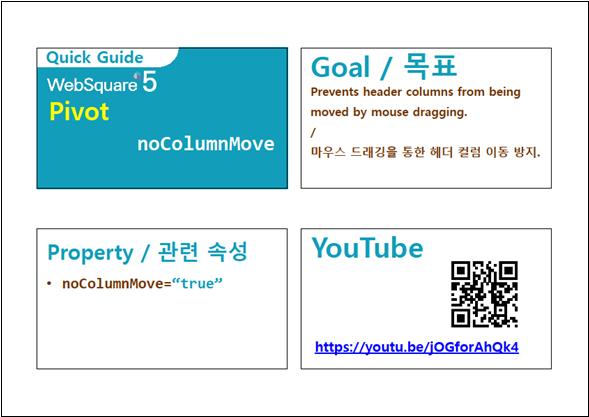 Quick Guide
WebSquare 5
Pivot
noColumnMove
Goal / 목표
Prevents header columns from being
moved by mouse dragging.
/
마우스 드래깅을 통한 헤더 컬럼 이동 방지.
Property / 관련 속성
• noColumnMove=“true”
YouTube
https://youtu.be/jOGforAhQk4